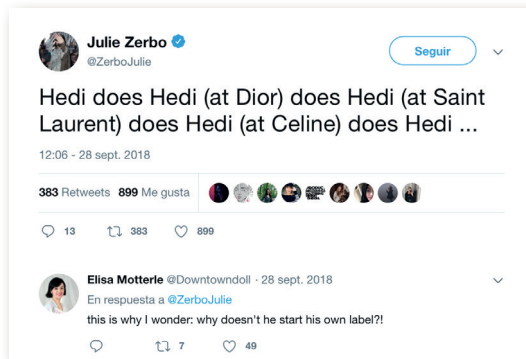 Julie Zerbo
@ZerboJulie
Seguir
Hedi does Hedi (at Dior) does Hedi (at Saint
Laurent) does Hedi (at Celine) does Hedi ...
12:06 - 28 sept. 2018
383 Retweets 899 Me gusta
13 383 899
Elisa Motterle @Downtowndoll · 28 sept. 2018
En respuesta a @ZerboJulie
this is why I wonder: why doesn't he start his own label?!
7 49